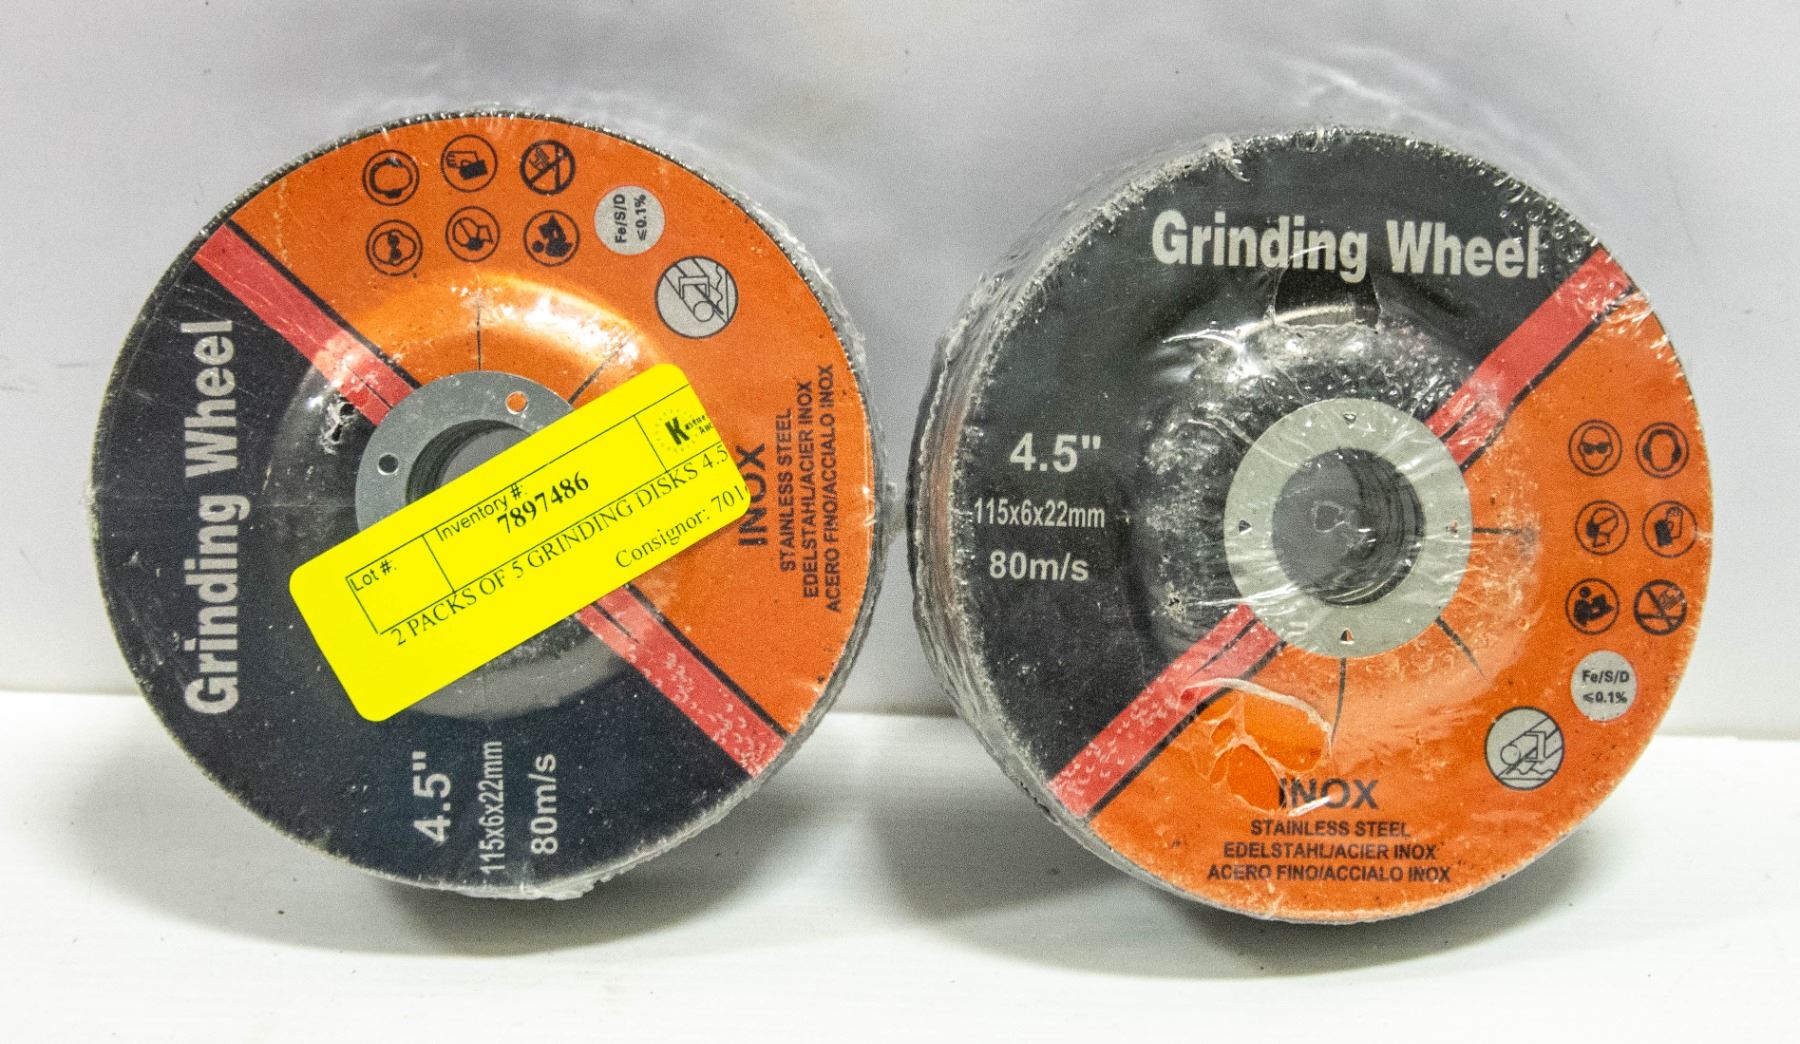 Grinding Wheel
4.5"
115x6x22mm
80m/s
Fe/S/D
≤0.1%
INOX
STAINLESS STEEL
EDELSTAHL/ACIER INOX
ACERO FINO/ACCIALO INOX
Lot #:
Inventory #:
7897486
2 PACKS OF 5 GRINDING DISKS 4.5
Consignor: 701
Grinding Wheel
4.5"
115x6x22mm
80m/s
Fe/S/D
≤0.1%
INOX
STAINLESS STEEL
EDELSTAHL/ACIER INOX
ACERO FINO/ACCIALO INOX